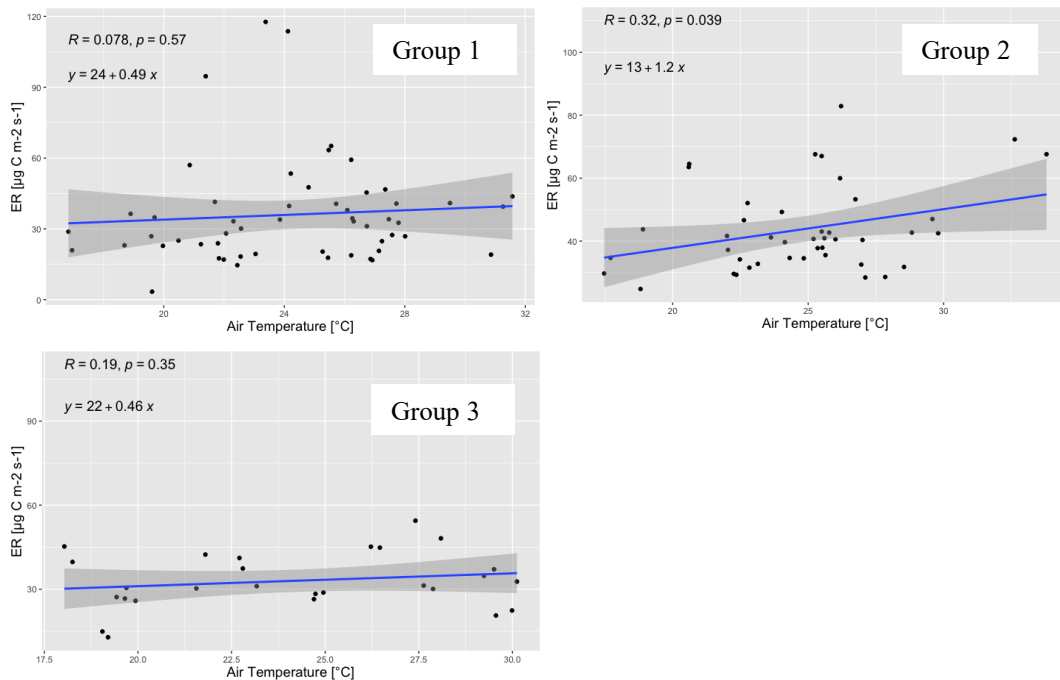 R = 0.078, p = 0.57
y = 24 + 0.49 x
Group 1
120
90
60
30
0
ER [µg C m-2 s-1]
20
24
28
32
Air Temperature [°C]
R = 0.32, p = 0.039
y = 13 + 1.2 x
Group 2
100
80
60
40
ER [µg C m-2 s-1]
20
25
30
Air Temperature [°C]
R = 0.19, p = 0.35
y = 22 + 0.46 x
Group 3
90
60
30
ER [µg C m-2 s-1]
17.5
20.0
22.5
25.0
27.5
30.0
Air Temperature [°C]